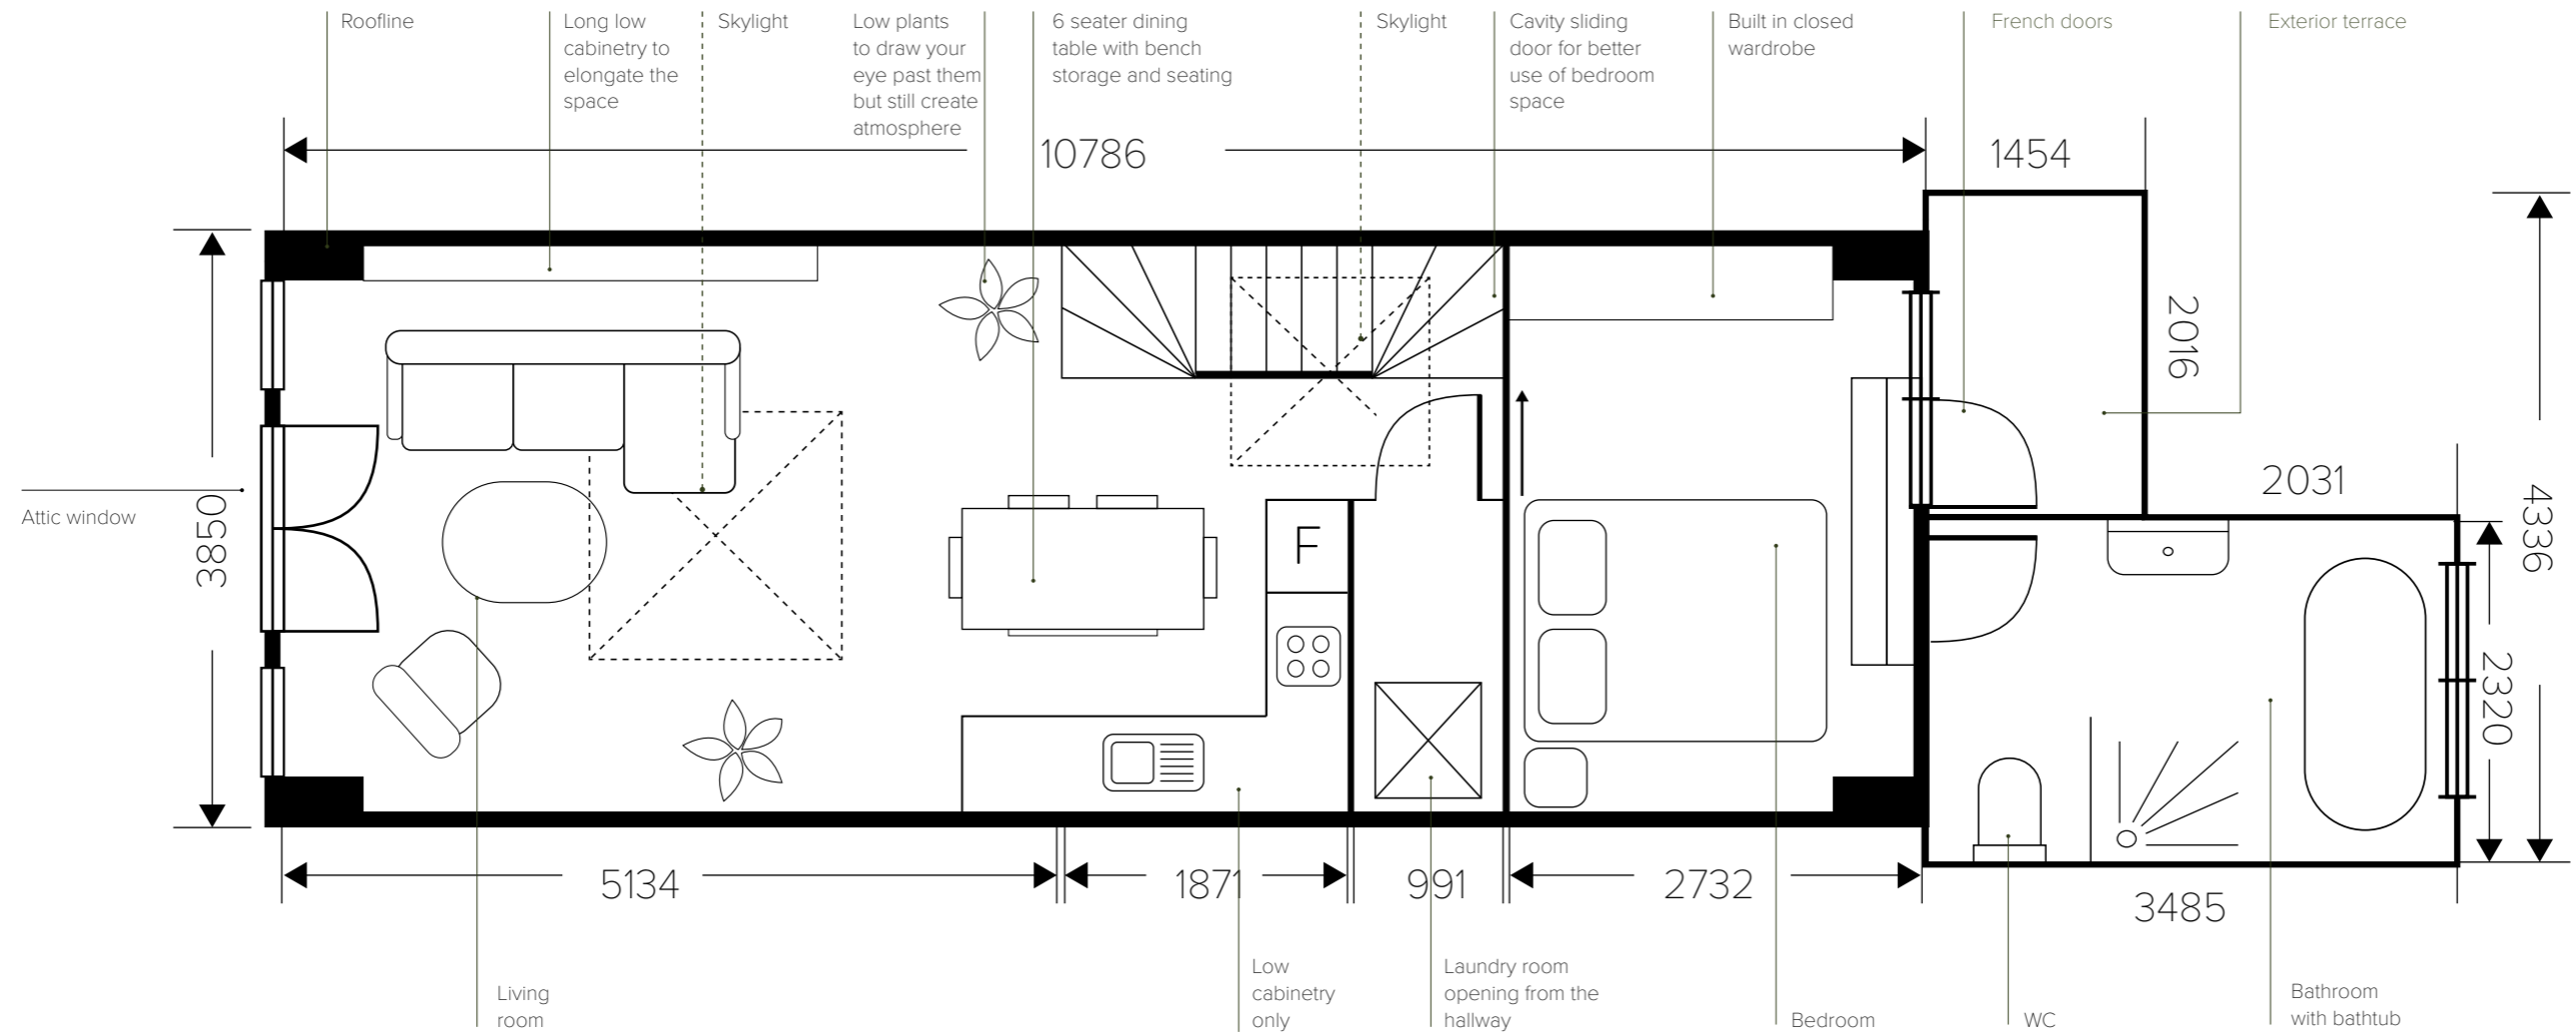 Roofline
Long low
cabinetry to
elongate the
space
Skylight
Low plants
to draw your
eye past them
but still create
atmosphere
6 seater dining
table with bench
storage and seating
Skylight
Cavity sliding
door for better
use of bedroom
space
Built in closed
wardrobe
French doors
Exterior terrace
10786
1454
2016
2031
4336
Attic window
3850
F
2320
5134
1871
991
2732
3485
Living
room
Low
cabinetry
only
Laundry room
opening from the
hallway
Bedroom
WC
Bathroom
with bathtub